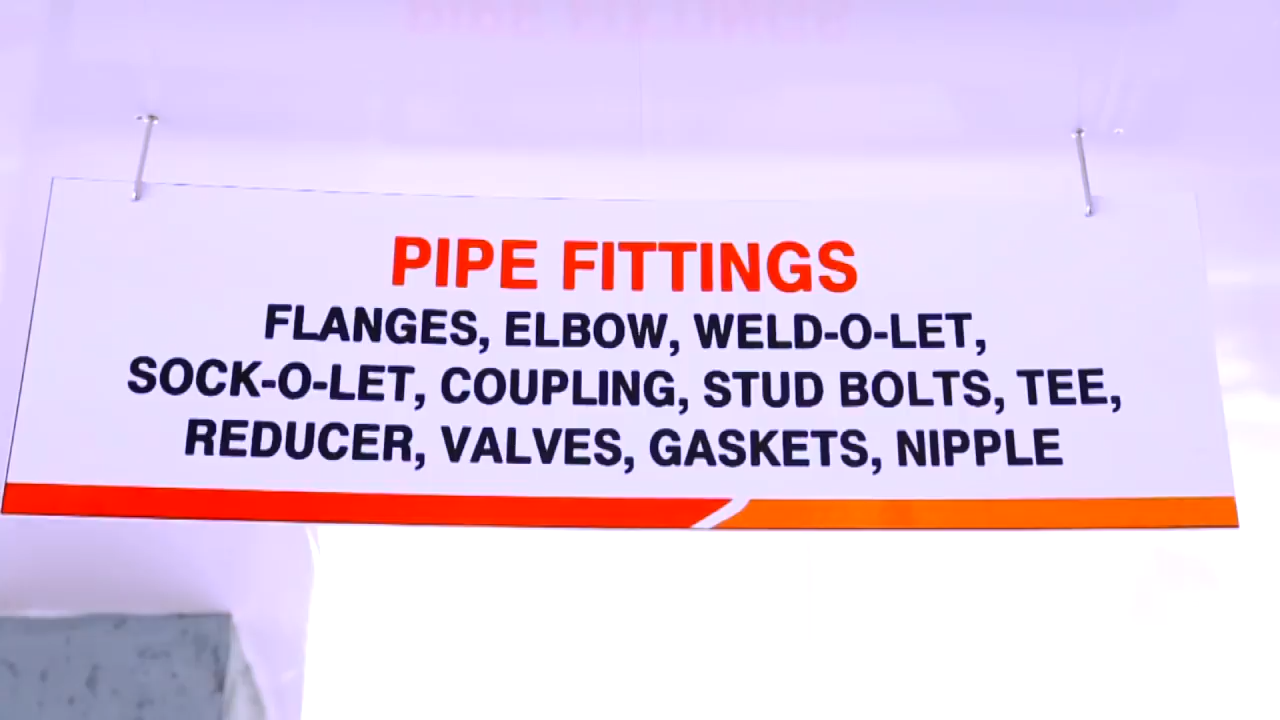 PIPE FITTINGS
FLANGES, ELBOW, WELD-O-LET,
SOCK-O-LET, COUPLING, STUD BOLTS, TEE,
REDUCER, VALVES, GASKETS, NIPPLE